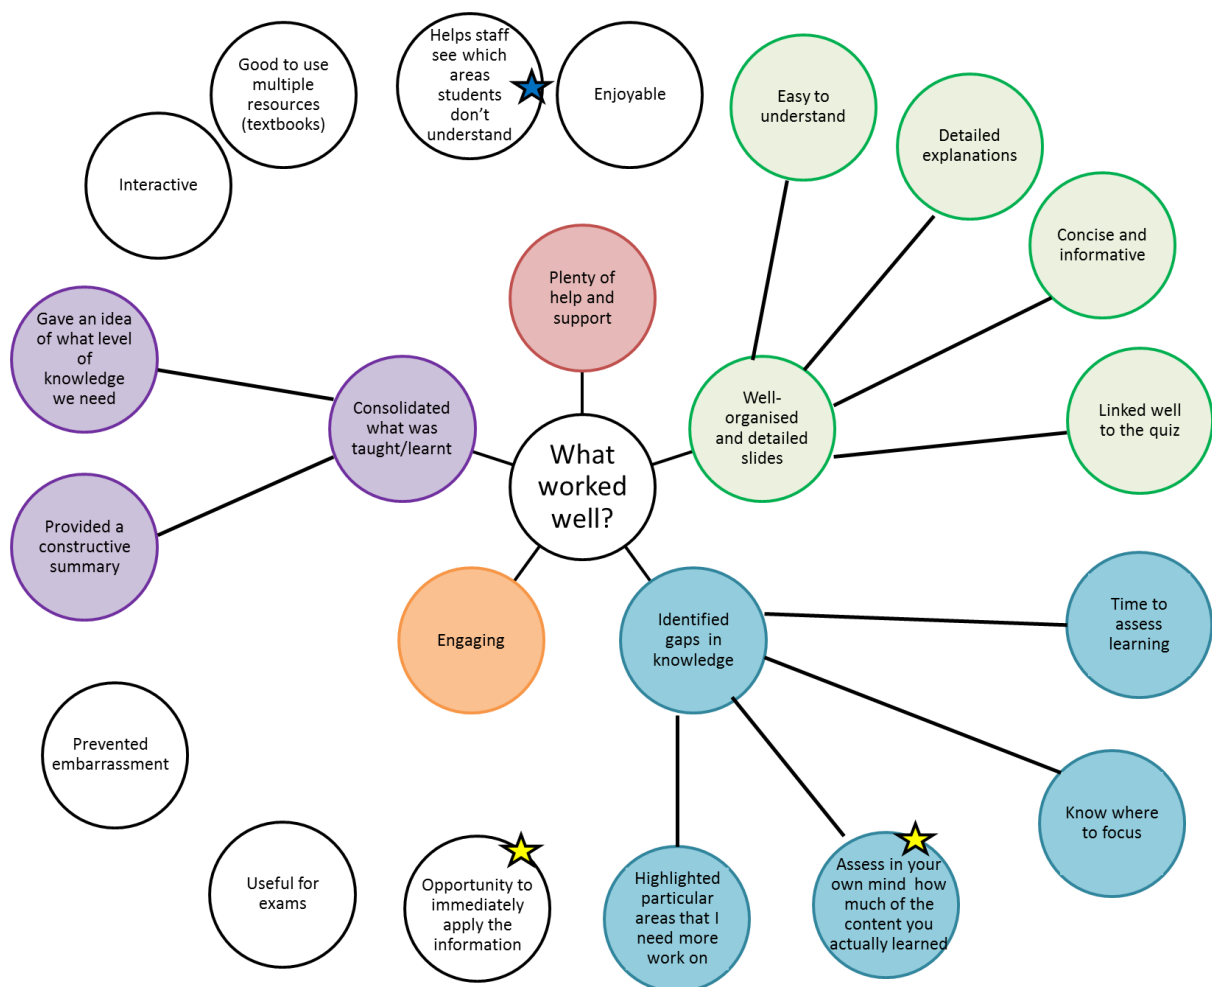 Helps staff
see which
areas
students
don't
understand
Good to use
multiple
resources
(textbooks)
Enjoyable
Easy to
understand
Detailed
explanations
Interactive
Concise and
informative
Plenty of
help and
support
Gave an idea
of what level
of
knowledge
we need
Consolidated
what was
taught/learnt
Well-
organised
and detailed
slides
Linked well
to the quiz
What
worked
well?
Provided a
constructive
summary
Engaging
Identified
gaps in
knowledge
Time to
assess
learning
Prevented
embarrassment
Know where
to focus
Useful for
exams
Opportunity to
immediately
apply the
information
Highlighted
particular
areas that I
need more
work on
Assess in your
own mind how
much of the
content you
actually learned